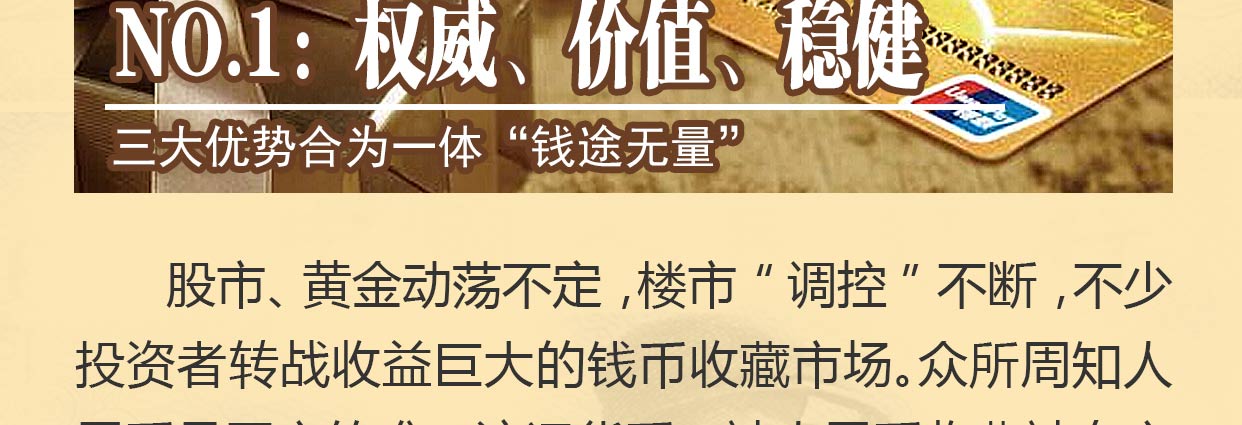 NO.1：权威、价值、稳健
三大优势合为一体“钱途无量”
股市、黄金动荡不定，楼市“调控”不断，不少
投资者转战收益巨大的钱币收藏市场。众所周知人